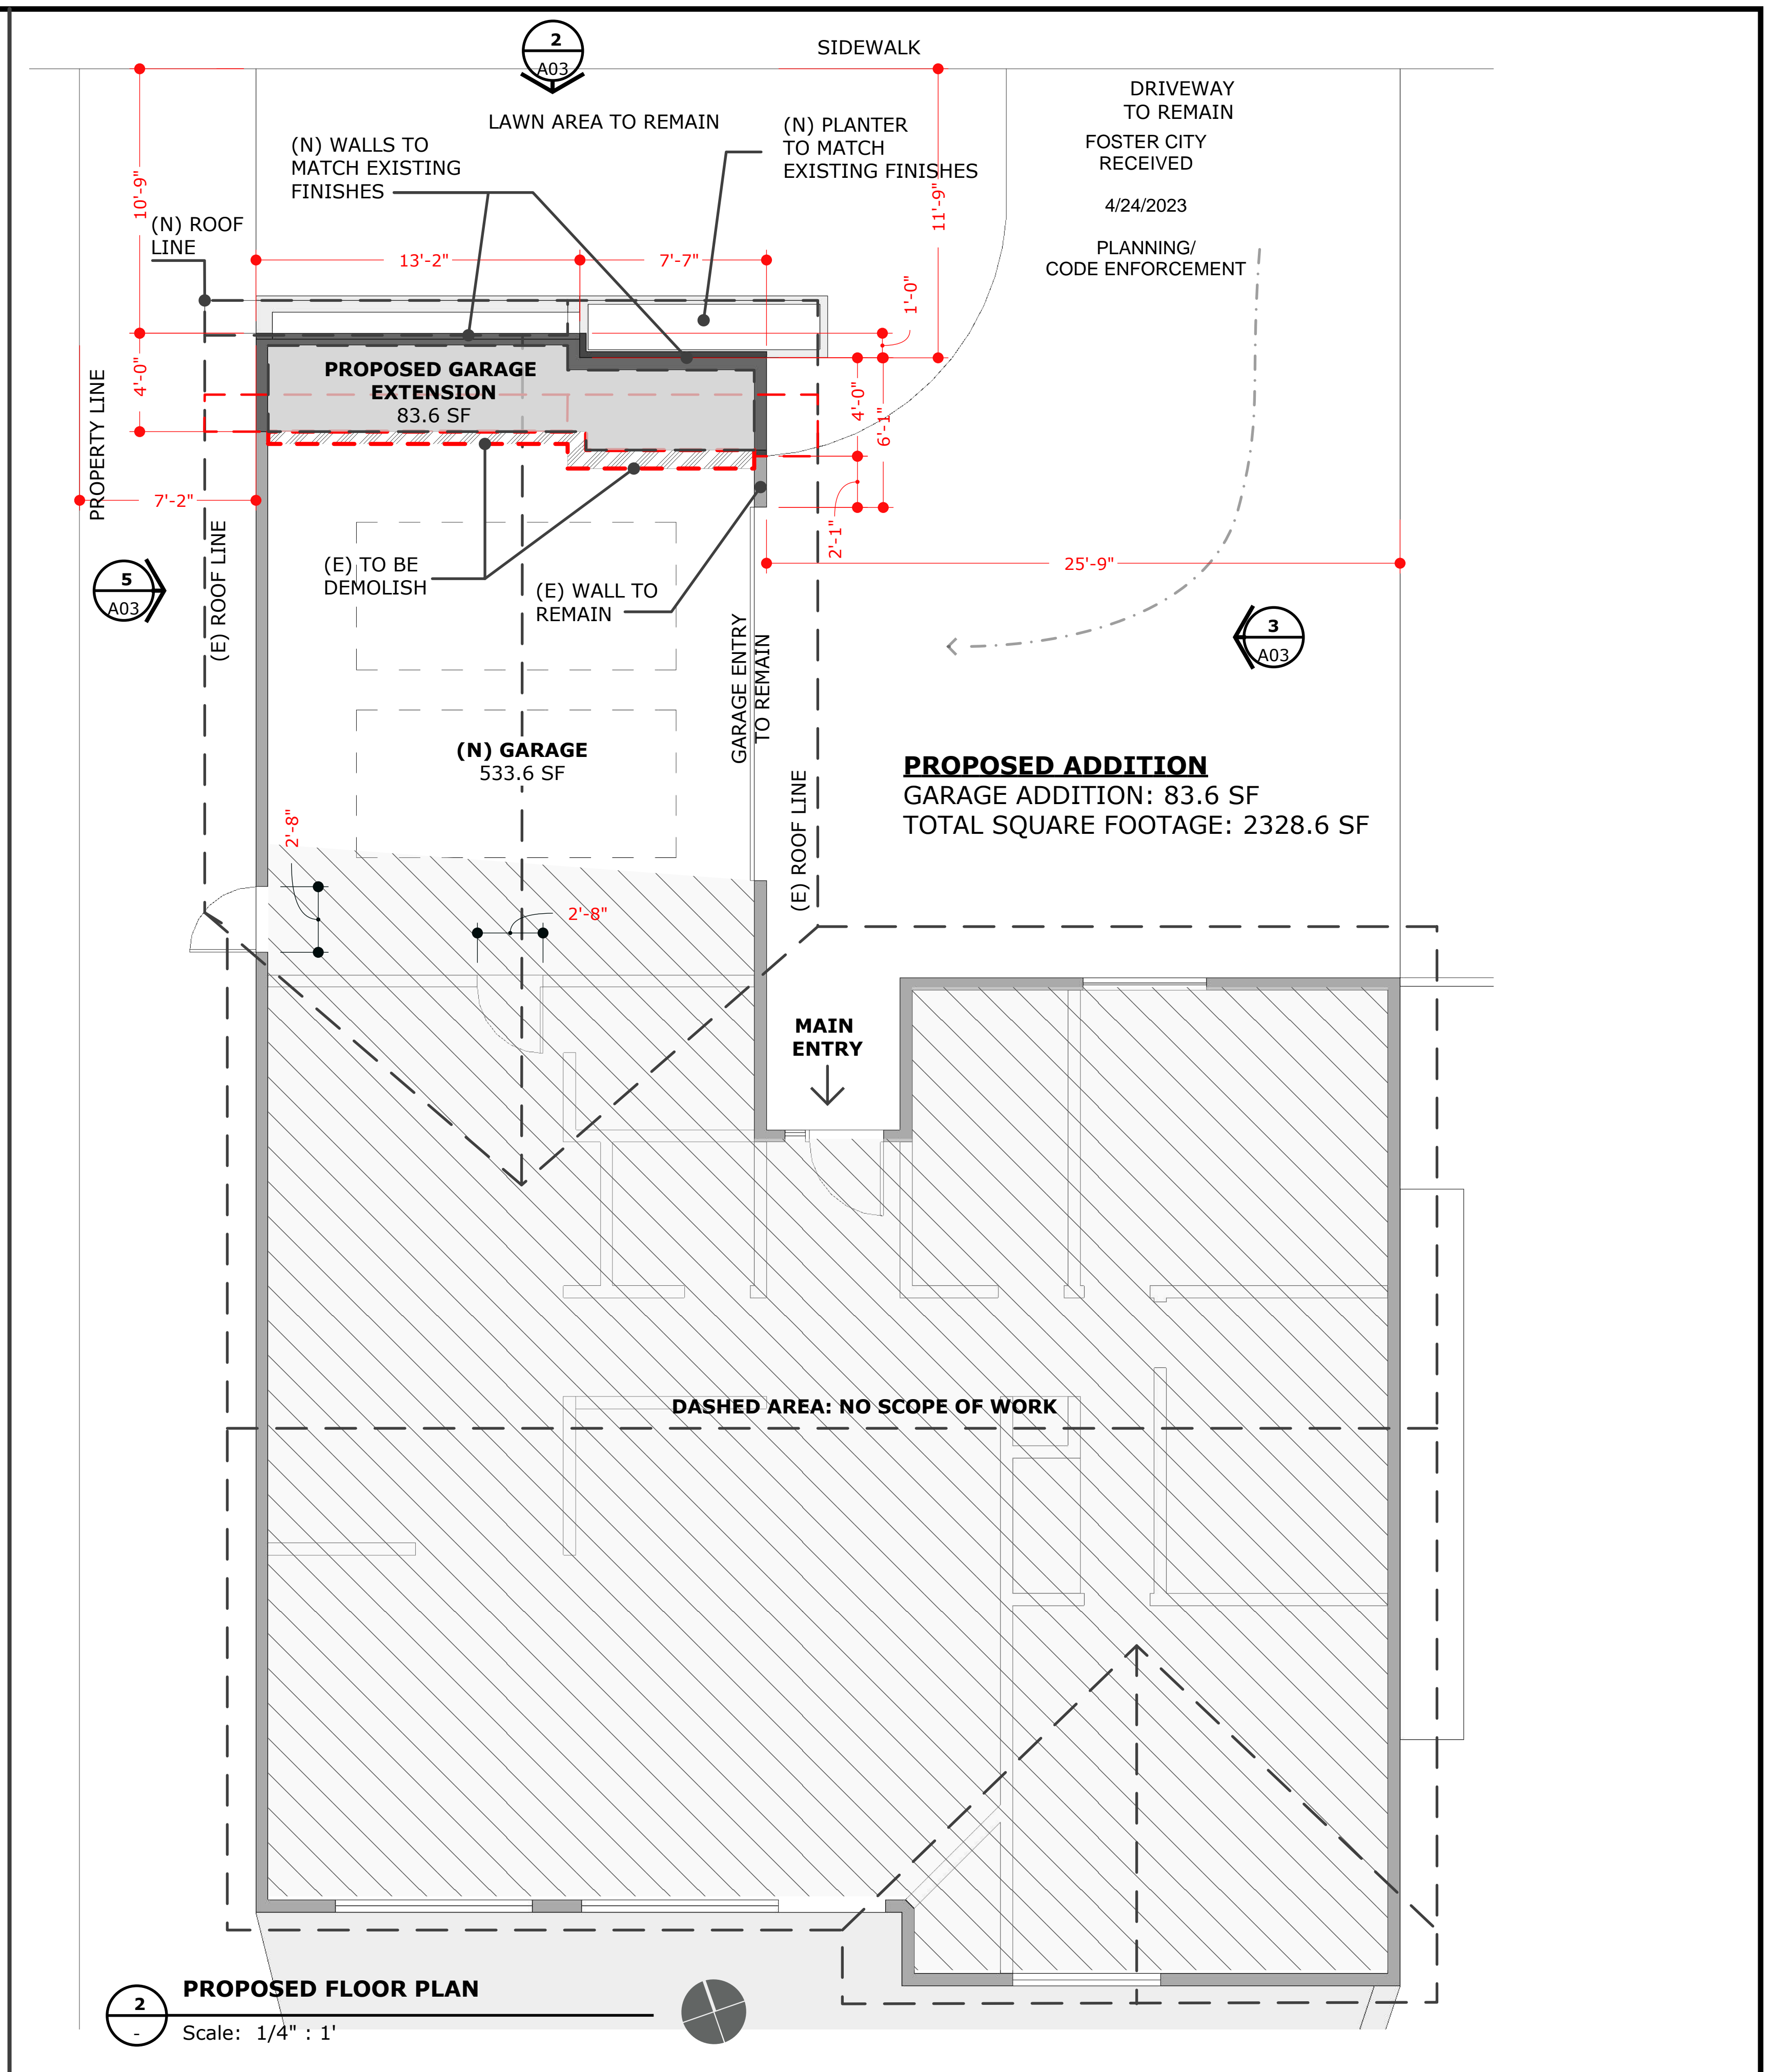 2
A03
SIDEWALK
DRIVEWAY
TO REMAIN
FOSTER CITY
RECEIVED
4/24/2023
PLANNING/
CODE ENFORCEMENT
LAWN AREA TO REMAIN
(N) WALLS TO
MATCH EXISTING
FINISHES
(N) PLANTER
TO MATCH
EXISTING FINISHES
10'-9"
11'-9"
(N) ROOF
LINE
13'-2"
7'-7"
1'-0"
PROPOSED GARAGE
EXTENSION
83.6 SF
4'-0"
4'-0"
6'-1"
PROPERTY LINE
7'-2"
2'-1"
25'-9"
(E) ROOF LINE
(E) TO BE
DEMOLISH
(E) WALL TO
REMAIN
5
A03
3
A03
GARAGE ENTRY
TO REMAIN
(N) GARAGE
533.6 SF
(E) ROOF LINE
PROPOSED ADDITION
GARAGE ADDITION: 83.6 SF
TOTAL SQUARE FOOTAGE: 2328.6 SF
2'-8"
2'-8"
MAIN
ENTRY
DASHED AREA: NO SCOPE OF WORK
2
-
PROPOSED FLOOR PLAN
Scale: 1/4" : 1'